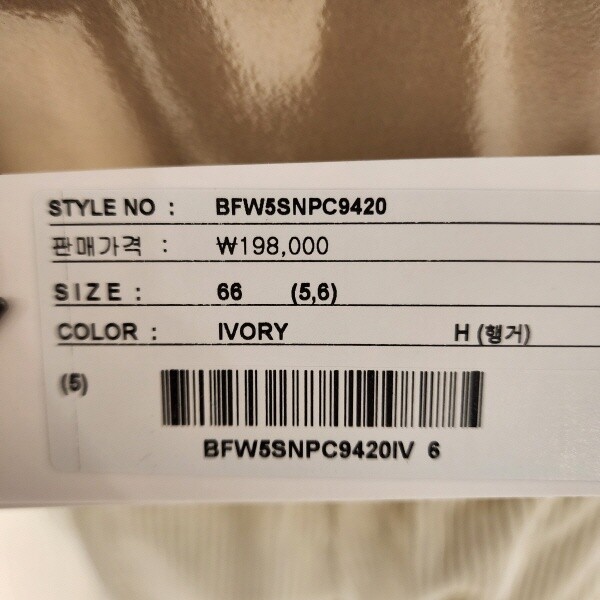 STYLE NO : BFW5SNPC9420
판매가격 : ₩198,000
SIZE : 66 (5,6)
COLOR : IVORY H (행거)
(5)
BFW5SNPC9420IV 6